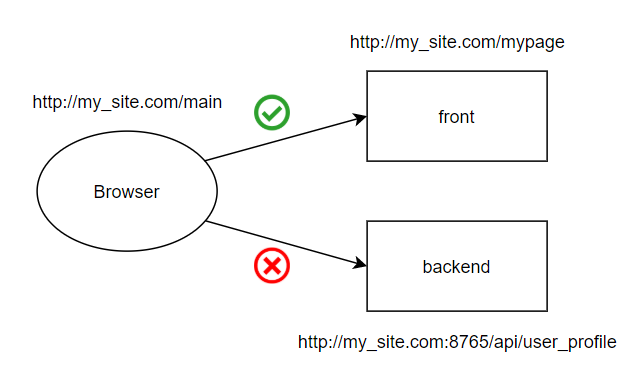 http://my_site.com/mypage
http://my_site.com/main
front
Browser
backend
http://my_site.com:8765/api/user_profile